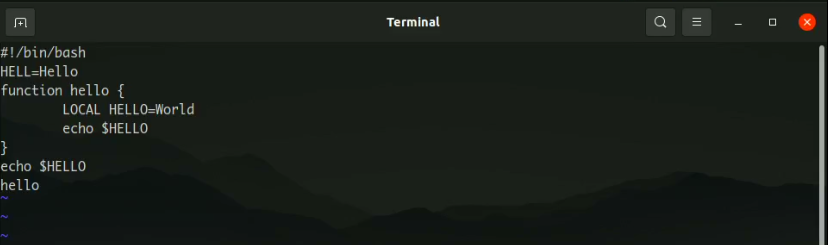 Terminal
#!/bin/bash
HELL=Hello
function hello {
        LOCAL HELLO=World
        echo $HELLO
}
echo $HELLO
hello
~
~
~